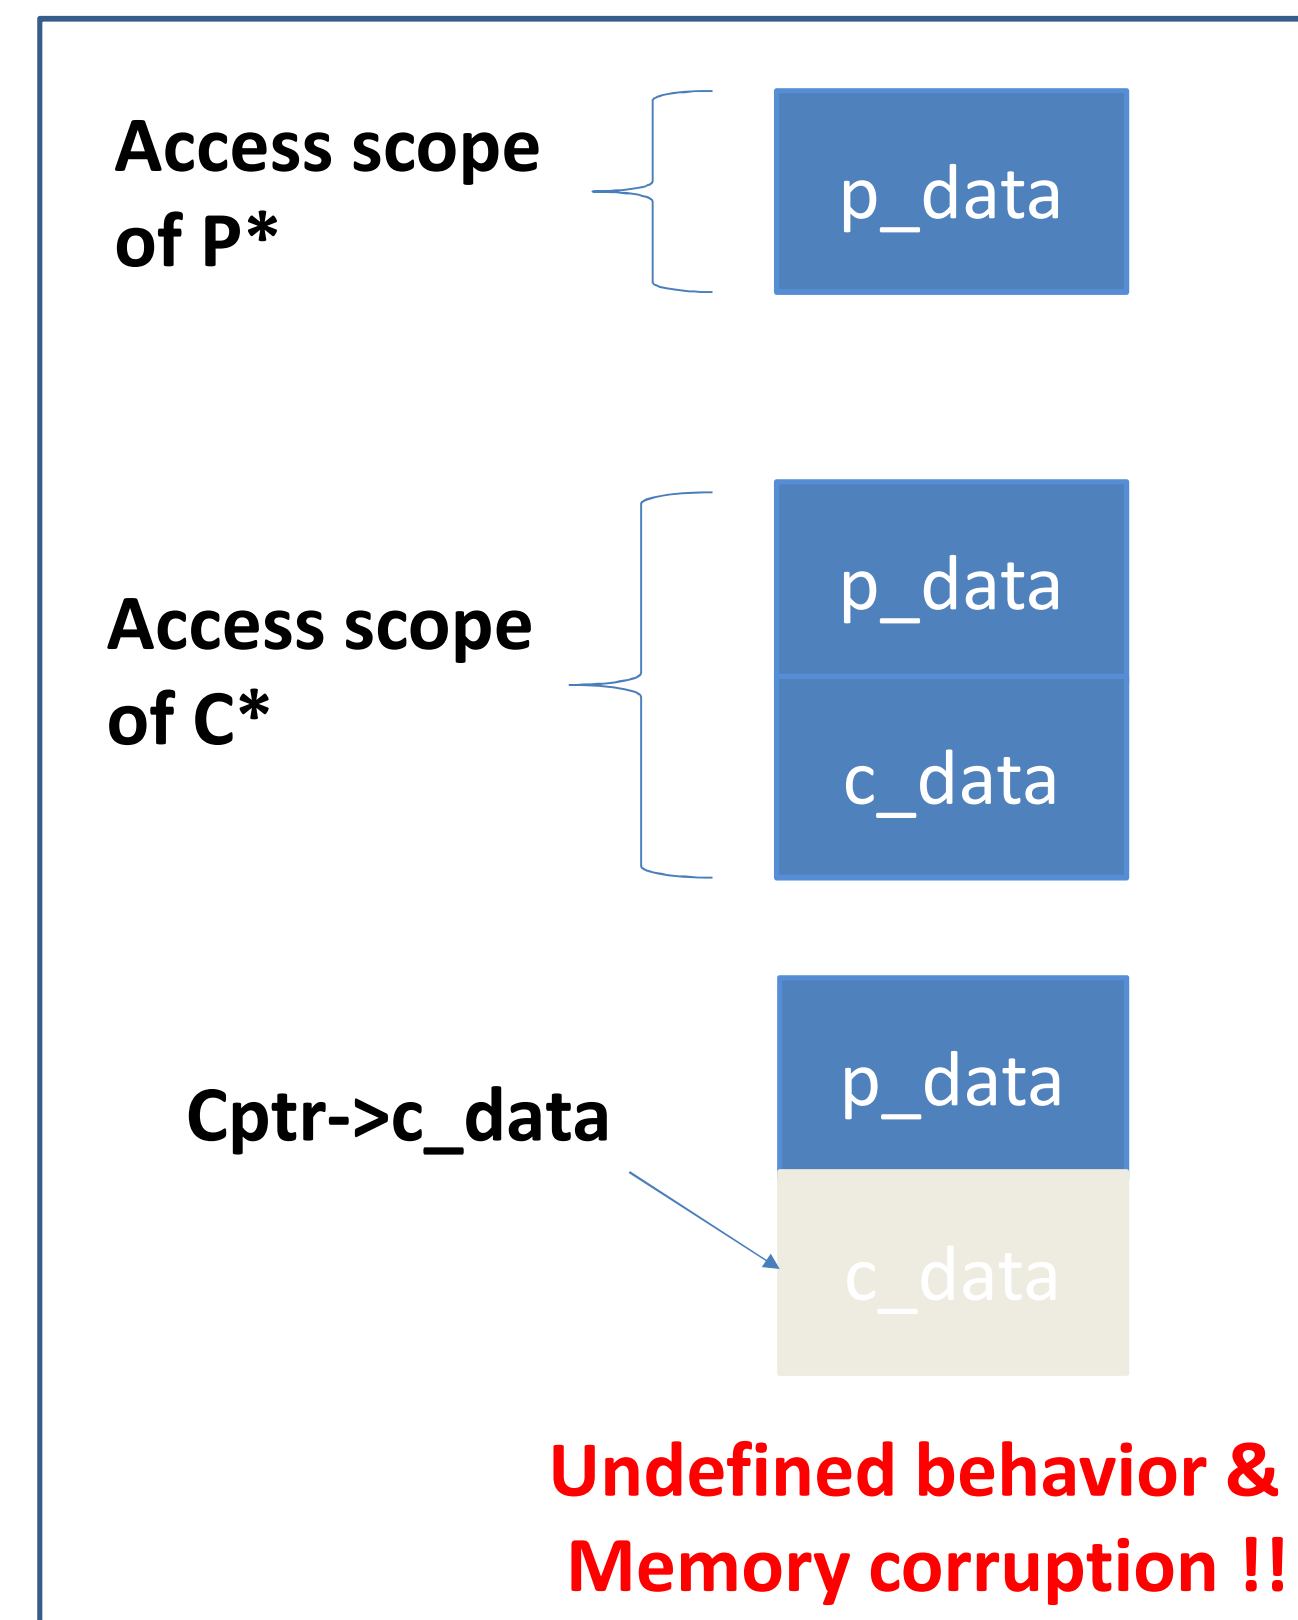 Access scope
of P*
p_data
Access scope
of C*
p_data
c_data
Cptr->c_data
p_data
c_data
Undefined behavior &
Memory corruption !!